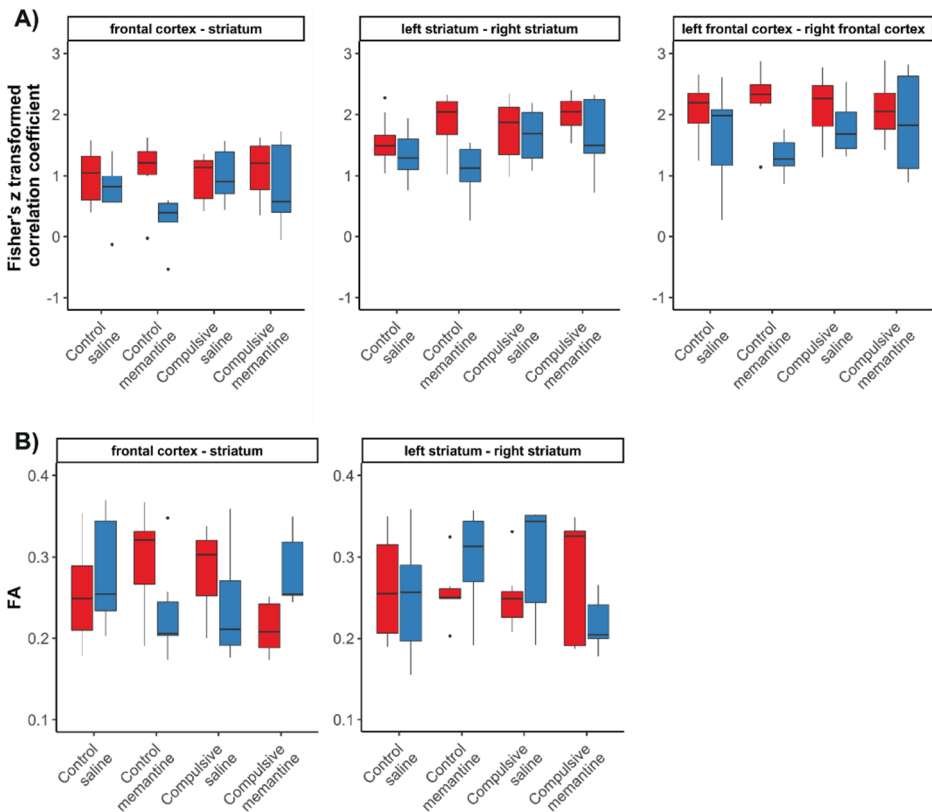 A)
frontal cortex - striatum
left striatum - right striatum
left frontal cortex - right frontal cortex
Fisher's z transformed
correlation coefficient
3
2
1
0
-1
Control
saline
Control
memantine
Compulsive
saline
Compulsive
memantine
3
2
1
0
-1
Control
saline
Control
memantine
Compulsive
saline
Compulsive
memantine
3
2
1
0
-1
Control
saline
Control
memantine
Compulsive
saline
Compulsive
memantine
B)
frontal cortex - striatum
left striatum - right striatum
FA
0.4
0.3
0.2
0.1
Control
saline
Control
memantine
Compulsive
saline
Compulsive
memantine
0.4
0.3
0.2
0.1
Control
saline
Control
memantine
Compulsive
saline
Compulsive
memantine